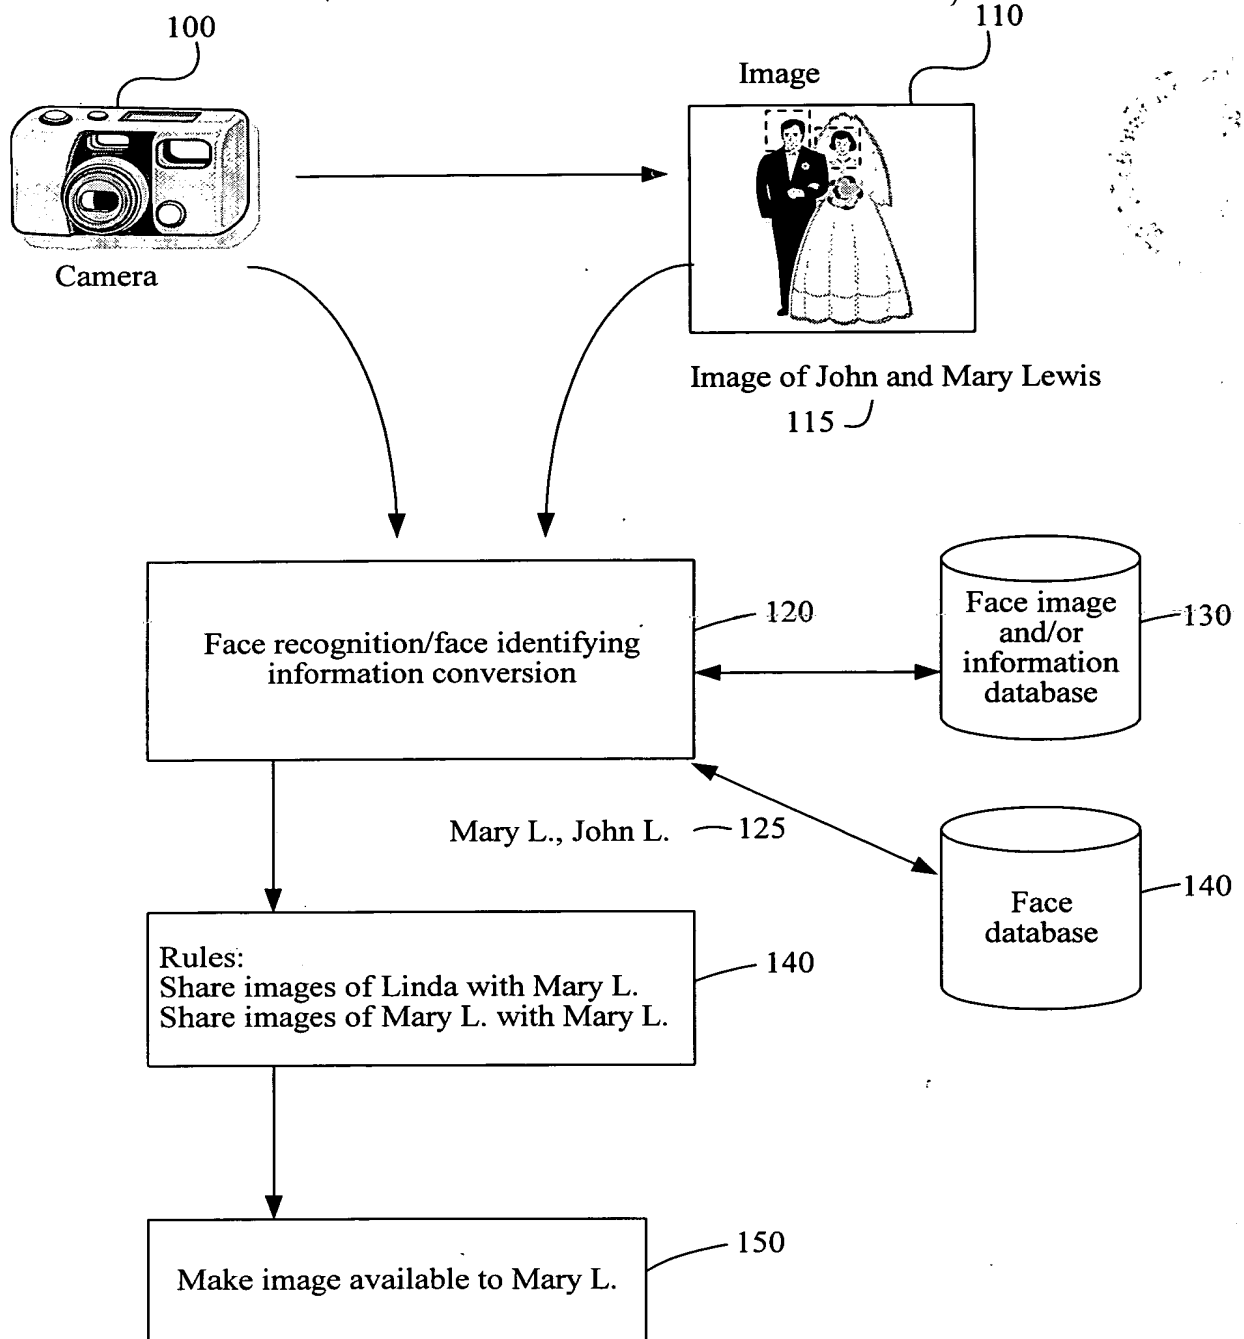 100
110
Image
Camera
Image of John and Mary Lewis
115
Face recognition/face identifying
information conversion
120
Face image
and/or
information
database
130
Mary L., John L.
125
Face
database
140
Rules:
Share images of Linda with Mary L.
Share images of Mary L. with Mary L.
140
Make image available to Mary L.
150